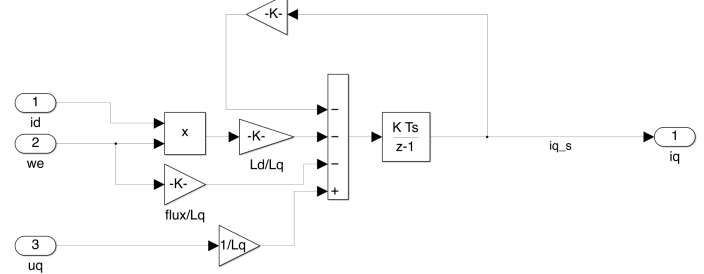 -K-
1
id
x
-K-
Ld/Lq
2
we
-K-
flux/Lq
3
uq
1/Lq
−
−
−
+
K Ts
z-1
iq_s
1
iq